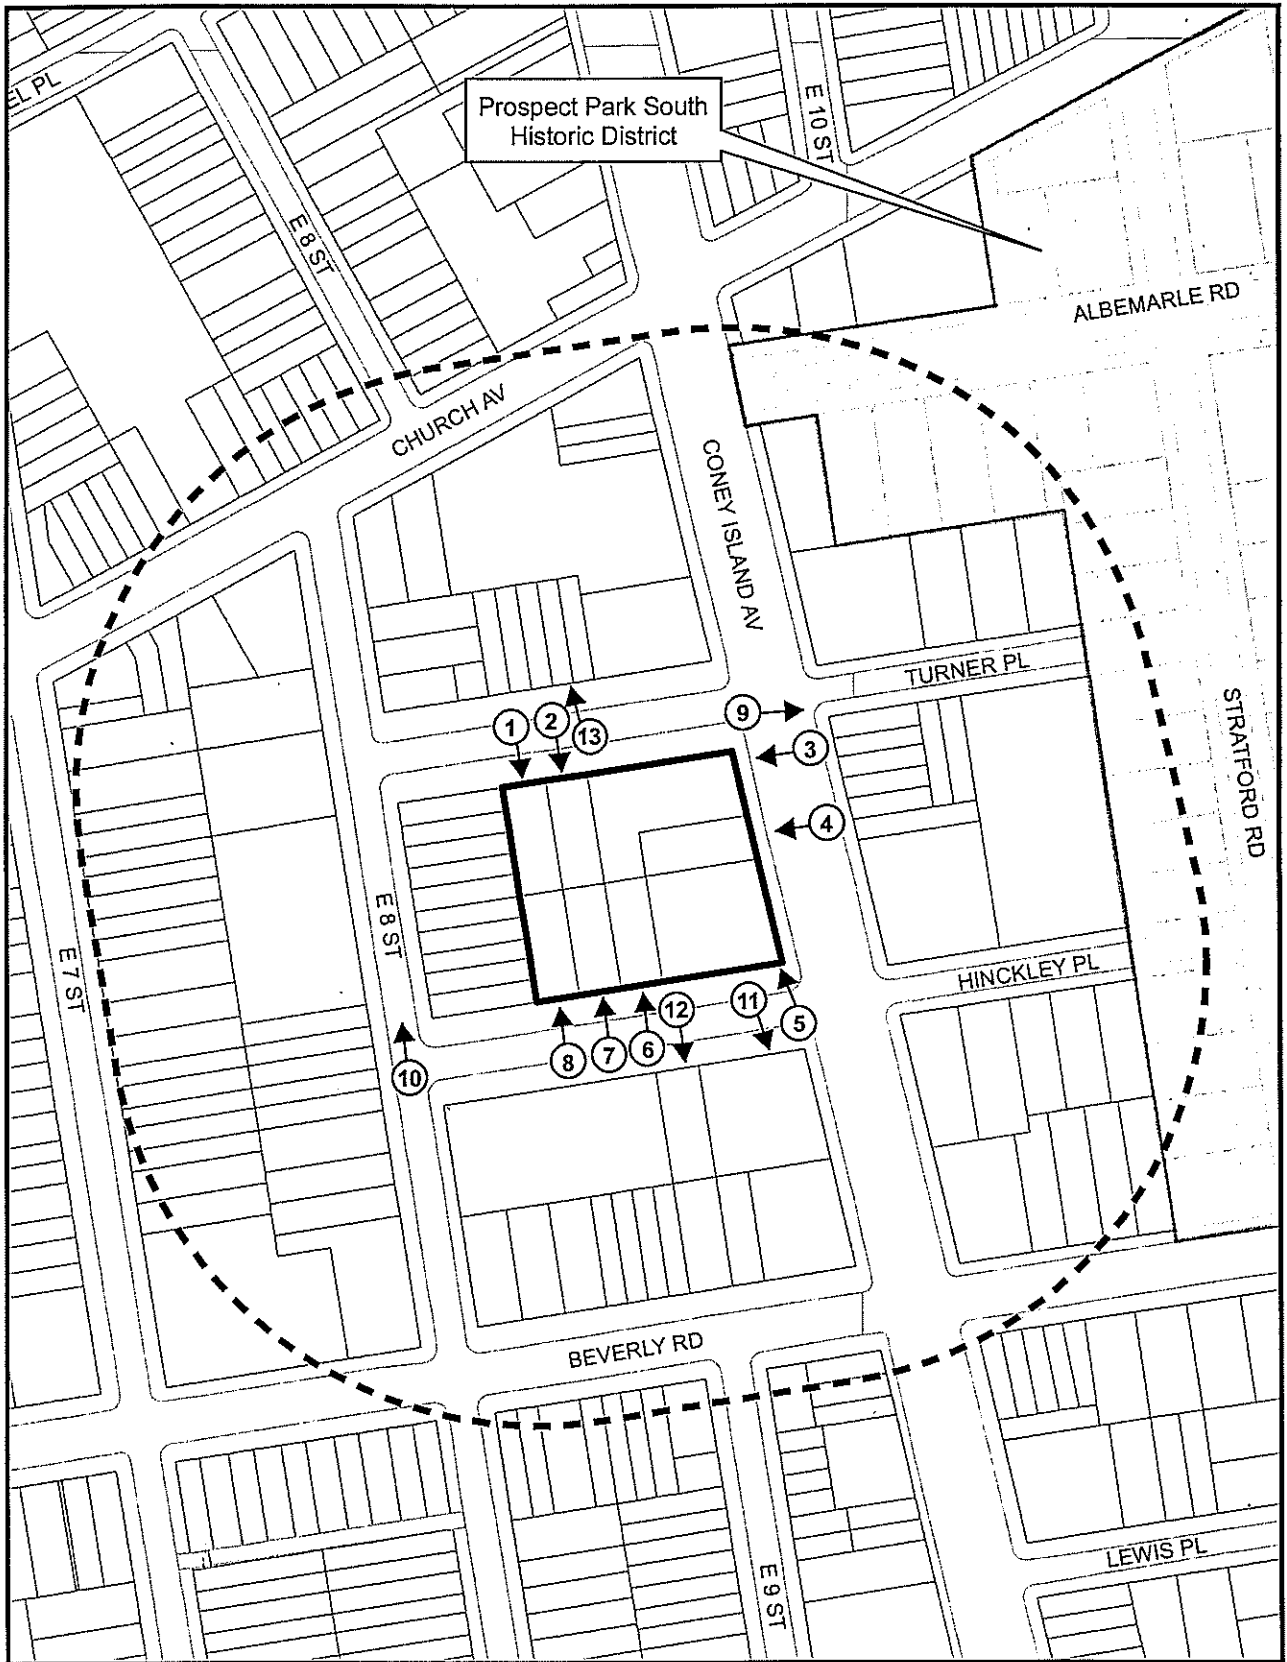 EL PL
Prospect Park South
Historic District
E 10 ST
E 8 ST
ALBEMARLE RD
CHURCH AV
CONEY ISLAND AV
TURNER PL
STRATFORD RD
1
2
13
9
3
4
E 8 ST
E 7 ST
HINCKLEY PL
12
11
5
8
7
6
10
BEVERLY RD
LEWIS PL
E 9 ST